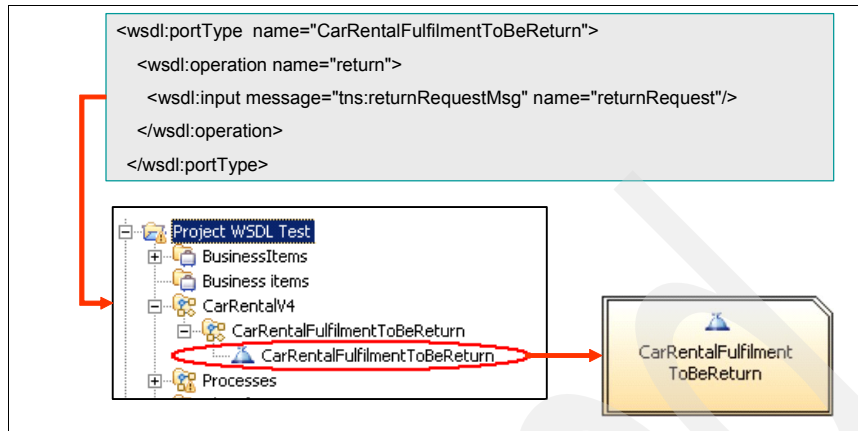 <wsdl:portType name="CarRentalFulfilmentToBeReturn">
<wsdl:operation name="return">
<wsdl:input message="tns:returnRequestMsg" name="returnRequest"/>
</wsdl:operation>
</wsdl:portType>
Project WSDL Test
BusinessItems
Business items
CarRentalV4
CarRentalFulfilmentToBeReturn
CarRentalFulfilmentToBeReturn
Processes
CarRentalFulfilment
ToBeReturn